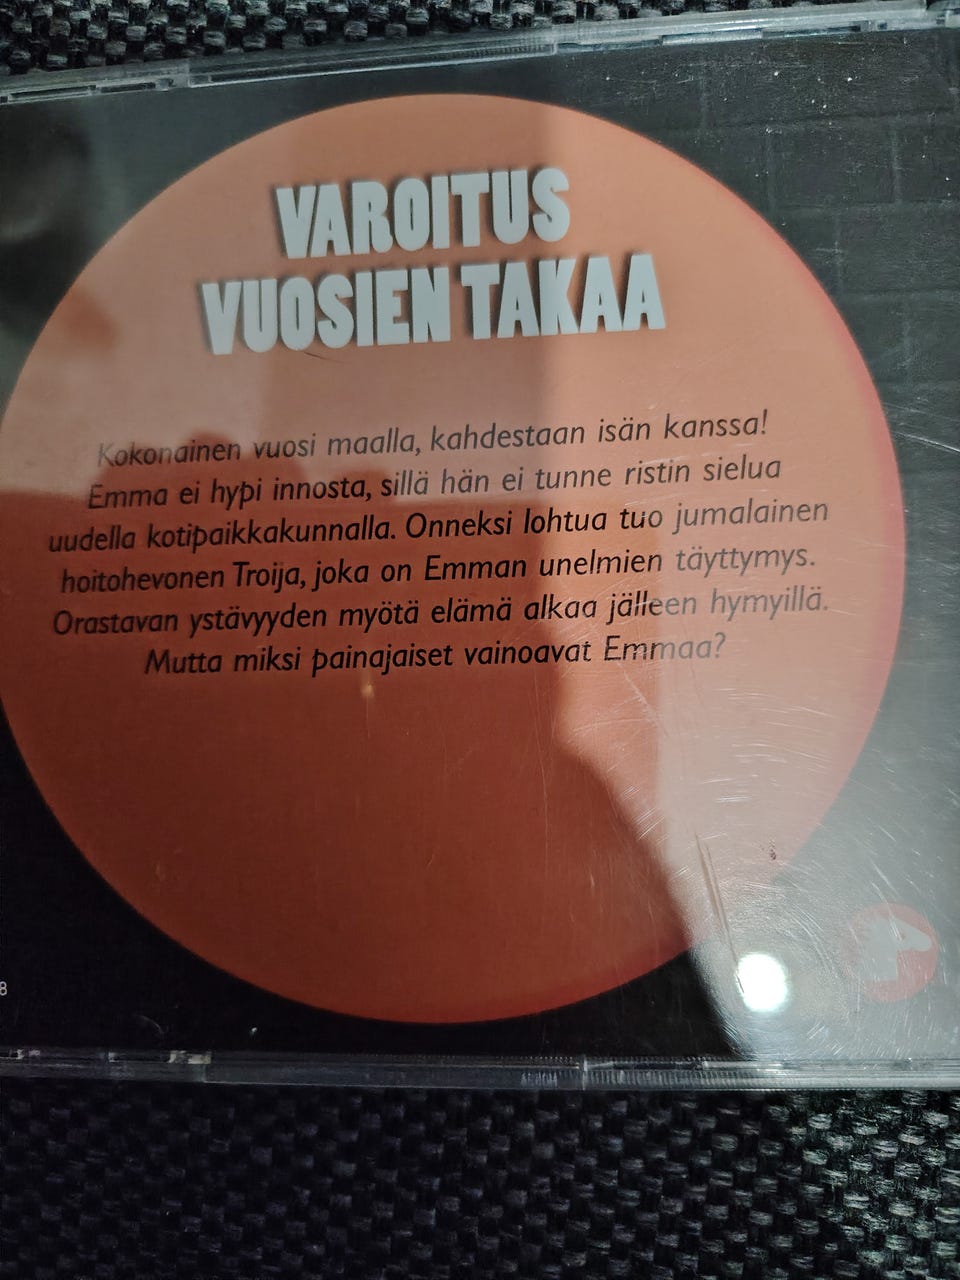 VAROITUS
VUOSIEN TAKAA
Kokonainen vuosi maalla, kahdestaan isän kanssa!
Emma ei hypi innosta, sillä hän ei tunne ristin sielua
uudella kotipaikkakunnalla. Onneksi lohtua tuo jumalainen
hoitohevonen Troija, joka on Emman unelmien täyttymys.
Orastavan ystävyyden myötä elämä alkaa jälleen hymyillä.
Mutta miksi painajaiset vainoavat Emmaa?
8